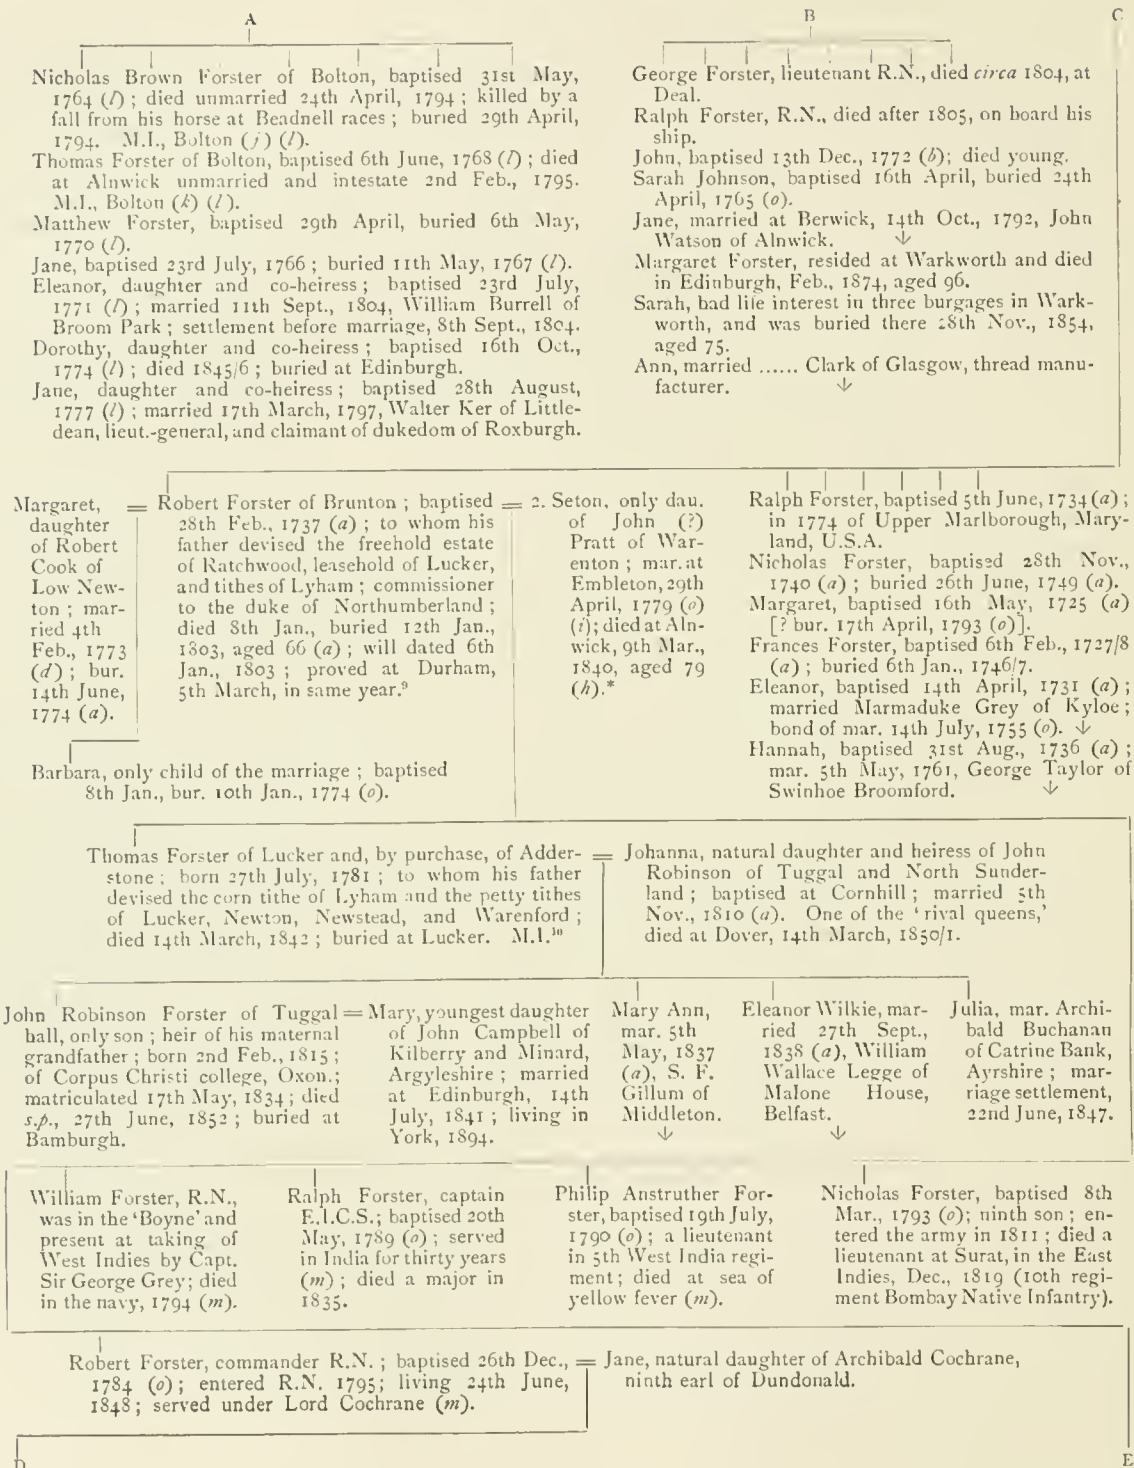 A
B
C
Nicholas Brown Forster of Bolton, baptised 31st May,
1764 (l); died unmarried 24th April, 1794; killed by a
fall from his horse at Beadnell races; buried 29th April,
1794. M.I., Bolton (j) (l).
Thomas Forster of Bolton, baptised 6th June, 1768 (l); died
at Alnwick unmarried and intestate 2nd Feb., 1795.
M.I., Bolton (k) (l).
Matthew Forster, baptised 29th April, buried 6th May,
1770 (l).
Jane, baptised 23rd July, 1766; buried 11th May, 1767 (l).
Eleanor, daughter and co-heiress; baptised 23rd July,
1771 (l); married 11th Sept., 1804, William Burrell of
Broom Park; settlement before marriage, 8th Sept., 1804.
Dorothy, daughter and co-heiress; baptised 16th Oct.,
1774 (l); died 1845/6; buried at Edinburgh.
Jane, daughter and co-heiress; baptised 28th August,
1777 (l); married 17th March, 1797, Walter Ker of Little-
dean, lieut.-general, and claimant of dukedom of Roxburgh.
George Forster, lieutenant R.N., died circa 1804, at
Deal.
Ralph Forster, R.N., died after 1805, on board his
ship.
John, baptised 13th Dec., 1772 (b); died young.
Sarah Johnson, baptised 16th April, buried 24th
April, 1765 (o).
Jane, married at Berwick, 14th Oct., 1792, John
Watson of Alnwick. ↓
Margaret Forster, resided at Warkworth and died
in Edinburgh, Feb., 1874, aged 96.
Sarah, had life interest in three burgages in Wark-
worth, and was buried there 28th Nov., 1854,
aged 75.
Ann, married ...... Clark of Glasgow, thread manu-
facturer. ↓
Margaret,
daughter
of Robert
Cook of
Low New-
ton; mar-
ried 4th
Feb., 1773
(d); bur.
14th June,
1774 (a).
= Robert Forster of Brunton; baptised =
28th Feb., 1737 (a); to whom his
father devised the freehold estate
of Ratchwood, leasehold of Lucker,
and tithes of Lyham; commissioner
to the duke of Northumberland;
died 8th Jan., buried 12th Jan.,
1803, aged 66 (a); will dated 6th
Jan., 1803; proved at Durham,
5th March, in same year.⁹
2. Seton, only dau.
of John (?)
Pratt of War-
enton; mar. at
Embleton, 29th
April, 1779 (o)
(i); died at Aln-
wick, 9th Mar.,
1840, aged 79
(h).*
Ralph Forster, baptised 5th June, 1734 (a);
in 1774 of Upper Marlborough, Mary-
land, U.S.A.
Nicholas Forster, baptised 28th Nov.,
1740 (a); buried 26th June, 1749 (a).
Margaret, baptised 16th May, 1725 (a)
[? bur. 17th April, 1793 (o)].
Frances Forster, baptised 6th Feb., 1727/8
(a); buried 6th Jan., 1746/7.
Eleanor, baptised 14th April, 1731 (a);
married Marmaduke Grey of Kyloe;
bond of mar. 14th July, 1755 (o). ↓
Hannah, baptised 31st Aug., 1736 (a);
mar. 5th May, 1761, George Taylor of
Swinhoe Broomford. ↓
Barbara, only child of the marriage; baptised
8th Jan., bur. 10th Jan., 1774 (o).
Thomas Forster of Lucker and, by purchase, of Adder- =
stone; born 27th July, 1781; to whom his father
devised the corn tithe of Lyham and the petty tithes
of Lucker, Newton, Newstead, and Warenford;
died 14th March, 1842; buried at Lucker. M.I.¹⁰
Johanna, natural daughter and heiress of John
Robinson of Tuggal and North Sunder-
land; baptised at Cornhill; married 5th
Nov., 1810 (a). One of the 'rival queens,'
died at Dover, 14th March, 1850/1.
John Robinson Forster of Tuggal =
hall, only son; heir of his maternal
grandfather; born 2nd Feb., 1815;
of Corpus Christi college, Oxon.;
matriculated 17th May, 1834; died
s.p., 27th June, 1852; buried at
Bamburgh.
Mary, youngest daughter
of John Campbell of
Kilberry and Minard,
Argyleshire; married
at Edinburgh, 14th
July, 1841; living in
York, 1894.
Mary Ann,
mar. 5th
May, 1837
(a), S. F.
Gillum of
Middleton.
↓
Eleanor Wilkie, mar-
ried 27th Sept.,
1838 (a), William
Wallace Legge of
Malone House,
Belfast.
↓
Julia, mar. Archi-
bald Buchanan
of Catrine Bank,
Ayrshire; mar-
riage settlement,
22nd June, 1847.
William Forster, R.N.,
was in the 'Boyne' and
present at taking of
West Indies by Capt.
Sir George Grey; died
in the navy, 1794 (m).
Ralph Forster, captain
E.I.C.S.; baptised 20th
May, 1789 (o); served
in India for thirty years
(m); died a major in
1835.
Philip Anstruther For-
ster, baptised 19th July,
1790 (o); a lieutenant
in 5th West India regi-
ment; died at sea of
yellow fever (m).
Nicholas Forster, baptised 8th
Mar., 1793 (o); ninth son; en-
tered the army in 1811; died a
lieutenant at Surat, in the East
Indies, Dec., 1819 (10th regi-
ment Bombay Native Infantry).
Robert Forster, commander R.N.; baptised 26th Dec., =
1784 (o); entered R.N. 1795; living 24th June,
1848; served under Lord Cochrane (m).
Jane, natural daughter of Archibald Cochrane,
ninth earl of Dundonald.
D
E